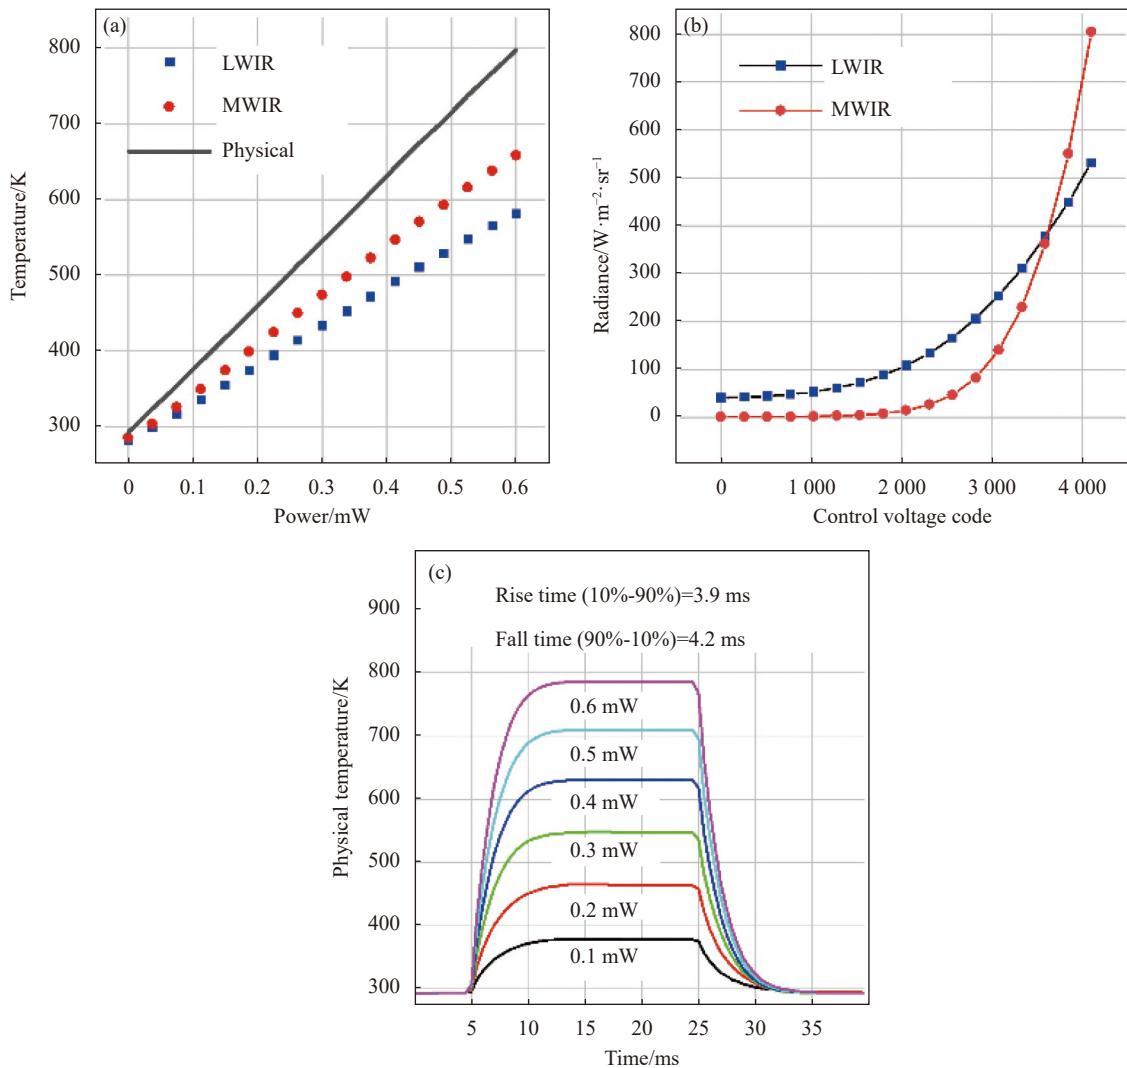 (a)
800
700
600
500
400
300
Temperature/K
LWIR
MWIR
Physical
0 0.1 0.2 0.3 0.4 0.5 0.6
Power/mW
(b)
800
700
600
500
400
300
200
100
0
Radiance/W·m⁻²·sr⁻¹
LWIR
MWIR
0 1 000 2 000 3 000 4 000
Control voltage code
(c)
Rise time (10%-90%)=3.9 ms
Fall time (90%-10%)=4.2 ms
900
800
700
600
500
400
300
Physical temperature/K
0.6 mW
0.5 mW
0.4 mW
0.3 mW
0.2 mW
0.1 mW
5 10 15 20 25 30 35
Time/ms